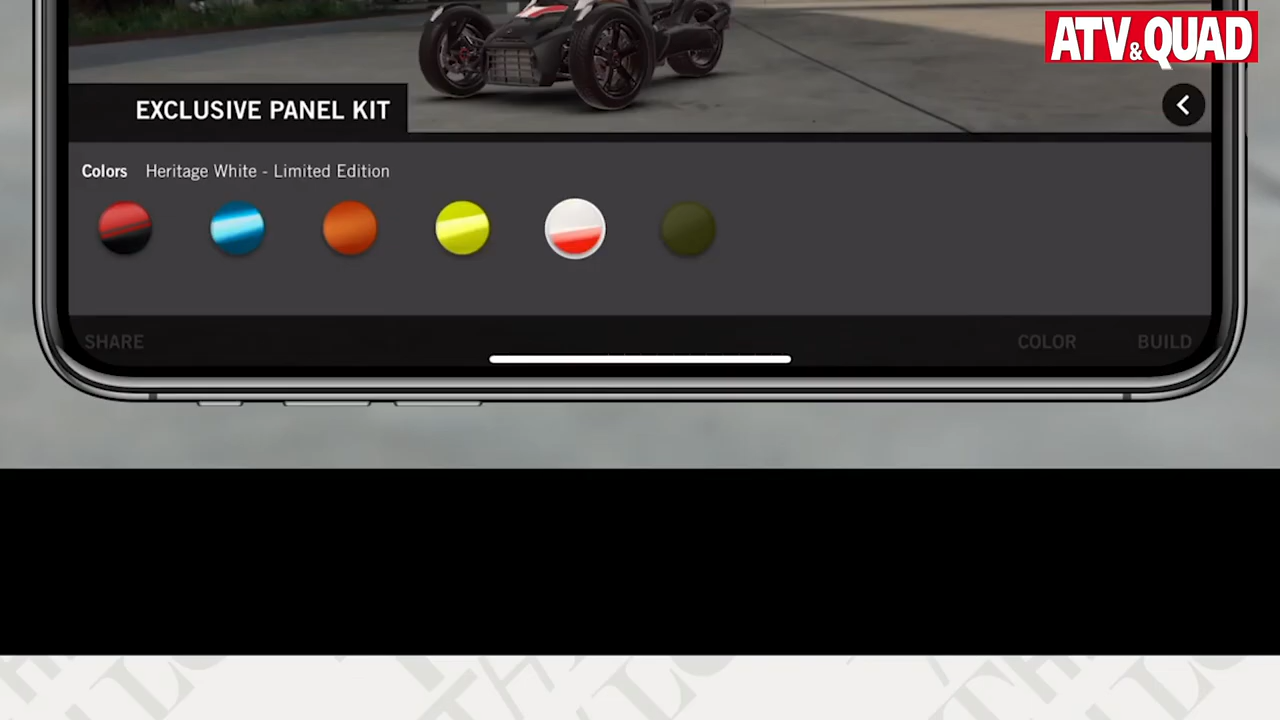 ATV&QUAD
EXCLUSIVE PANEL KIT
Colors Heritage White - Limited Edition
SHARE COLOR BUILD